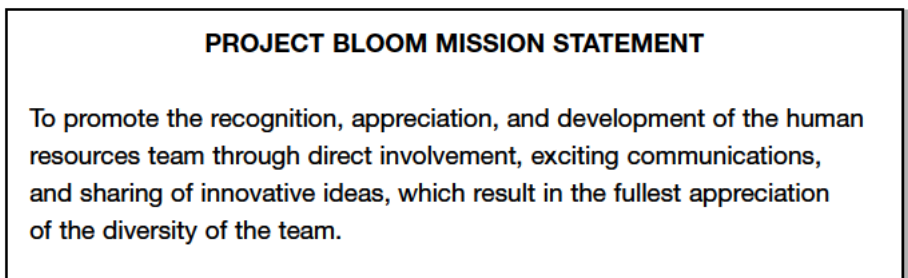 PROJECT BLOOM MISSION STATEMENT
To promote the recognition, appreciation, and development of the human
resources team through direct involvement, exciting communications,
and sharing of innovative ideas, which result in the fullest appreciation
of the diversity of the team.